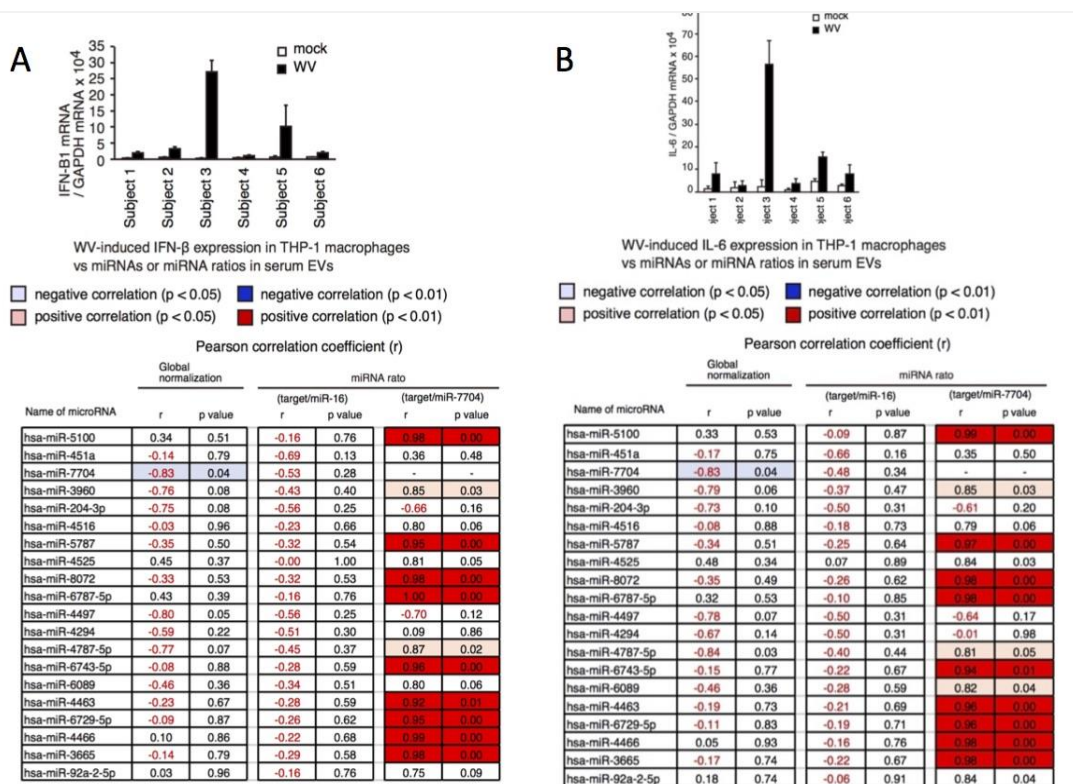 A
35
30
25
20
15
10
5
0
IFN-B1 mRNA
/ GAPDH mRNA x 10⁴
mock
WV
Subject 1
Subject 2
Subject 3
Subject 4
Subject 5
Subject 6
WV-induced IFN-β expression in THP-1 macrophages
vs miRNAs or miRNA ratios in serum EVs
negative correlation (p < 0.05) negative correlation (p < 0.01)
positive correlation (p < 0.05) positive correlation (p < 0.01)
Pearson correlation coefficient (r)
Global
normalization
miRNA rato
(target/miR-16) (target/miR-7704)
Name of microRNA r p value r p value r p value
hsa-miR-5100 0.34 0.51 -0.16 0.76 0.98 0.00
hsa-miR-451a -0.14 0.79 -0.69 0.13 0.36 0.48
hsa-miR-7704 -0.83 0.04 -0.53 0.28 - -
hsa-miR-3960 -0.76 0.08 -0.43 0.40 0.85 0.03
hsa-miR-204-3p -0.75 0.08 -0.56 0.25 -0.66 0.16
hsa-miR-4516 -0.03 0.96 -0.23 0.66 0.80 0.06
hsa-miR-5787 -0.35 0.50 -0.32 0.54 0.95 0.00
hsa-miR-4525 0.45 0.37 -0.00 1.00 0.81 0.05
hsa-miR-8072 -0.33 0.53 -0.32 0.53 0.98 0.00
hsa-miR-6787-5p 0.43 0.39 -0.16 0.76 1.00 0.00
hsa-miR-4497 -0.80 0.05 -0.56 0.25 -0.70 0.12
hsa-miR-4294 -0.59 0.22 -0.51 0.30 0.09 0.86
hsa-miR-4787-5p -0.77 0.07 -0.45 0.37 0.87 0.02
hsa-miR-6743-5p -0.08 0.88 -0.28 0.59 0.96 0.00
hsa-miR-6089 -0.46 0.36 -0.34 0.51 0.80 0.06
hsa-miR-4463 -0.23 0.67 -0.28 0.59 0.92 0.01
hsa-miR-6729-5p -0.09 0.87 -0.26 0.62 0.95 0.00
hsa-miR-4466 0.10 0.86 -0.22 0.68 0.99 0.00
hsa-miR-3665 -0.14 0.79 -0.29 0.58 0.98 0.00
hsa-miR-92a-2-5p 0.03 0.96 -0.16 0.76 0.75 0.09
B
70
60
50
40
30
20
10
0
IL-6 / GAPDH mRNA x 10⁴
mock
WV
ject 1
ject 2
ject 3
ject 4
ject 5
ject 6
WV-induced IL-6 expression in THP-1 macrophages
vs miRNAs or miRNA ratios in serum EVs
negative correlation (p < 0.05) negative correlation (p < 0.01)
positive correlation (p < 0.05) positive correlation (p < 0.01)
Pearson correlation coefficient (r)
Global
normalization
miRNA rato
(target/miR-16) (target/miR-7704)
Name of microRNA r p value r p value r p value
hsa-miR-5100 0.33 0.53 -0.09 0.87 0.99 0.00
hsa-miR-451a -0.17 0.75 -0.66 0.16 0.35 0.50
hsa-miR-7704 -0.83 0.04 -0.48 0.34 - -
hsa-miR-3960 -0.79 0.06 -0.37 0.47 0.85 0.03
hsa-miR-204-3p -0.73 0.10 -0.50 0.31 -0.61 0.20
hsa-miR-4516 -0.08 0.88 -0.18 0.73 0.79 0.06
hsa-miR-5787 -0.34 0.51 -0.25 0.64 0.97 0.00
hsa-miR-4525 0.48 0.34 0.07 0.89 0.84 0.03
hsa-miR-8072 -0.35 0.49 -0.26 0.62 0.98 0.00
hsa-miR-6787-5p 0.32 0.53 -0.10 0.85 0.98 0.00
hsa-miR-4497 -0.78 0.07 -0.50 0.31 -0.64 0.17
hsa-miR-4294 -0.67 0.14 -0.50 0.31 -0.01 0.98
hsa-miR-4787-5p -0.84 0.03 -0.40 0.44 0.81 0.05
hsa-miR-6743-5p -0.15 0.77 -0.22 0.67 0.94 0.01
hsa-miR-6089 -0.46 0.36 -0.28 0.59 0.82 0.04
hsa-miR-4463 -0.19 0.73 -0.21 0.69 0.96 0.00
hsa-miR-6729-5p -0.11 0.83 -0.19 0.71 0.96 0.00
hsa-miR-4466 0.05 0.93 -0.16 0.76 0.98 0.00
hsa-miR-3665 -0.17 0.74 -0.22 0.67 0.98 0.00
hsa-miR-92a-2-5p 0.18 0.74 -0.06 0.91 0.84 0.04